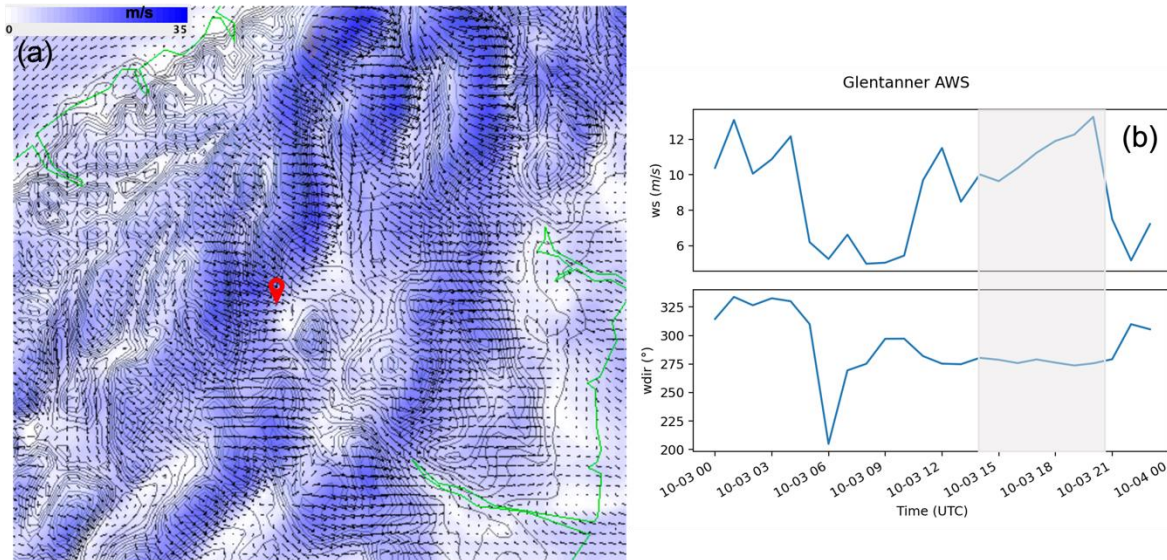 m/s
0 35
(a)
Glentanner AWS
(b)
ws (m/s)
12
10
8
6
wdir (°)
325
300
275
250
225
200
10-03 00
10-03 03
10-03 06
10-03 09
10-03 12
10-03 15
10-03 18
10-03 21
10-04 00
Time (UTC)